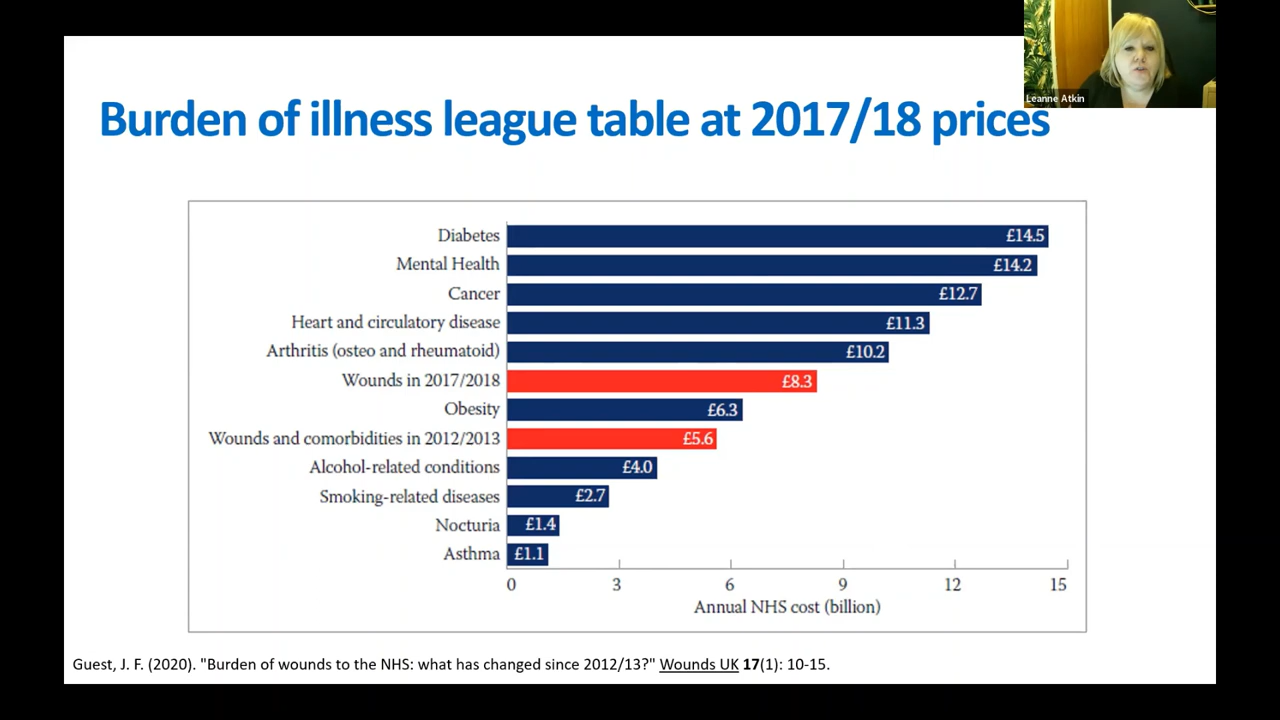 Leanne Atkin
Burden of illness league table at 2017/18 prices
Diabetes £14.5
Mental Health £14.2
Cancer £12.7
Heart and circulatory disease £11.3
Arthritis (osteo and rheumatoid) £10.2
Wounds in 2017/2018 £8.3
Obesity £6.3
Wounds and comorbidities in 2012/2013 £5.6
Alcohol-related conditions £4.0
Smoking-related diseases £2.7
Nocturia £1.4
Asthma £1.1
0 3 6 9 12 15
Annual NHS cost (billion)
Guest, J. F. (2020). "Burden of wounds to the NHS: what has changed since 2012/13?" Wounds UK 17(1): 10-15.